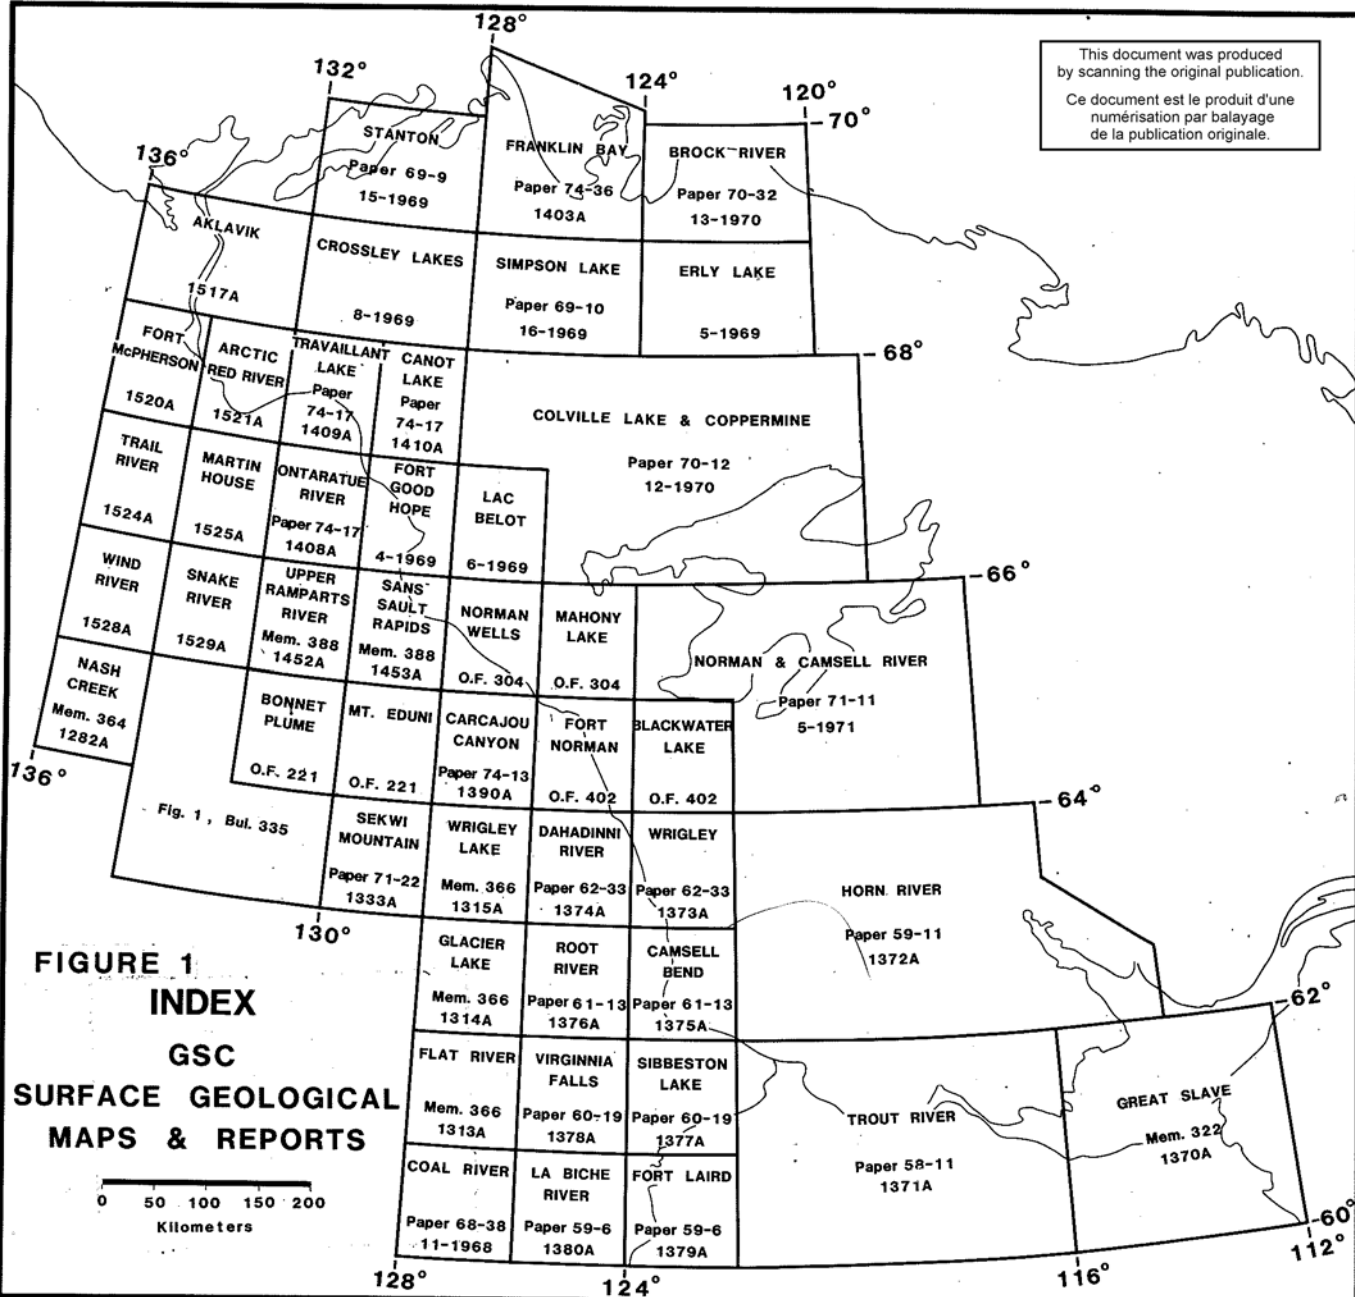 128°
132°
124°
120°
70°
136°
This document was produced
by scanning the original publication.
Ce document est le produit d'une
numérisation par balayage
de la publication originale.
STANTON
Paper 69-9
15-1969
FRANKLIN BAY
Paper 74-36
1403A
BROCK RIVER
Paper 70-32
13-1970
AKLAVIK
1517A
CROSSLEY LAKES
8-1969
SIMPSON LAKE
Paper 69-10
16-1969
ERLY LAKE
5-1969
68°
FORT
McPHERSON
1520A
ARCTIC
RED RIVER
1521A
TRAVAILLANT
LAKE
Paper
74-17
1409A
CANOT
LAKE
Paper
74-17
1410A
COLVILLE LAKE & COPPERMINE
Paper 70-12
12-1970
TRAIL
RIVER
1524A
MARTIN
HOUSE
1525A
ONTARATUE
RIVER
Paper 74-17
1408A
FORT
GOOD
HOPE
4-1969
LAC
BELOT
6-1969
66°
WIND
RIVER
1528A
SNAKE
RIVER
1529A
UPPER
RAMPARTS
RIVER
Mem. 388
1452A
SANS
SAULT
RAPIDS
Mem. 388
1453A
NORMAN
WELLS
O.F. 304
MAHONY
LAKE
O.F. 304
NORMAN & CAMSELL RIVER
Paper 71-11
5-1971
NASH
CREEK
Mem. 364
1282A
136°
BONNET
PLUME
O.F. 221
MT. EDUNI
O.F. 221
CARCAJOU
CANYON
Paper 74-13
1390A
FORT
NORMAN
O.F. 402
BLACKWATER
LAKE
O.F. 402
64°
Fig. 1, Bul. 335
SEKWI
MOUNTAIN
Paper 71-22
1333A
WRIGLEY
LAKE
Mem. 366
1315A
DAHADINNI
RIVER
Paper 62-33
1374A
WRIGLEY
Paper 62-33
1373A
HORN RIVER
Paper 59-11
1372A
130°
GLACIER
LAKE
Mem. 366
1314A
ROOT
RIVER
Paper 61-13
1376A
CAMSELL
BEND
Paper 61-13
1375A
62°
FLAT RIVER
Mem. 366
1313A
VIRGINNIA
FALLS
Paper 60-19
1378A
SIBBESTON
LAKE
Paper 60-19
1377A
TROUT RIVER
Paper 58-11
1371A
GREAT SLAVE
Mem. 322
1370A
COAL RIVER
Paper 68-38
11-1968
LA BICHE
RIVER
Paper 59-6
1380A
FORT LAIRD
Paper 59-6
1379A
60°
112°
128°
124°
116°
FIGURE 1
INDEX
GSC
SURFACE GEOLOGICAL
MAPS & REPORTS
0 50 100 150 200
Kilometers